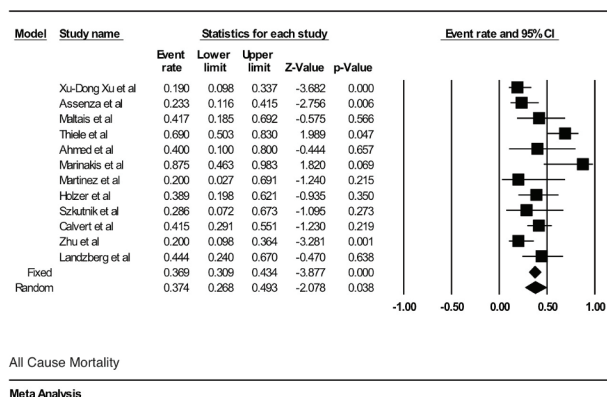 Model Study name Statistics for each study Event rate and 95% CI
Event rate Lower limit Upper limit Z-Value p-Value
Xu-Dong Xu et al 0.190 0.098 0.337 -3.682 0.000
Assenza et al 0.233 0.116 0.415 -2.756 0.006
Maltais et al 0.417 0.185 0.692 -0.575 0.566
Thiele et al 0.690 0.503 0.830 1.989 0.047
Ahmed et al 0.400 0.100 0.800 -0.444 0.657
Marinakis et al 0.875 0.463 0.983 1.820 0.069
Martinez et al 0.200 0.027 0.691 -1.240 0.215
Holzer et al 0.389 0.198 0.621 -0.935 0.350
Szkutnik et al 0.286 0.072 0.673 -1.095 0.273
Calvert et al 0.415 0.291 0.551 -1.230 0.219
Zhu et al 0.200 0.098 0.364 -3.281 0.001
Landzberg et al 0.444 0.240 0.670 -0.470 0.638
Fixed 0.369 0.309 0.434 -3.877 0.000
Random 0.374 0.268 0.493 -2.078 0.038
-1.00 -0.50 0.00 0.50 1.00
All Cause Mortality
Meta Analysis